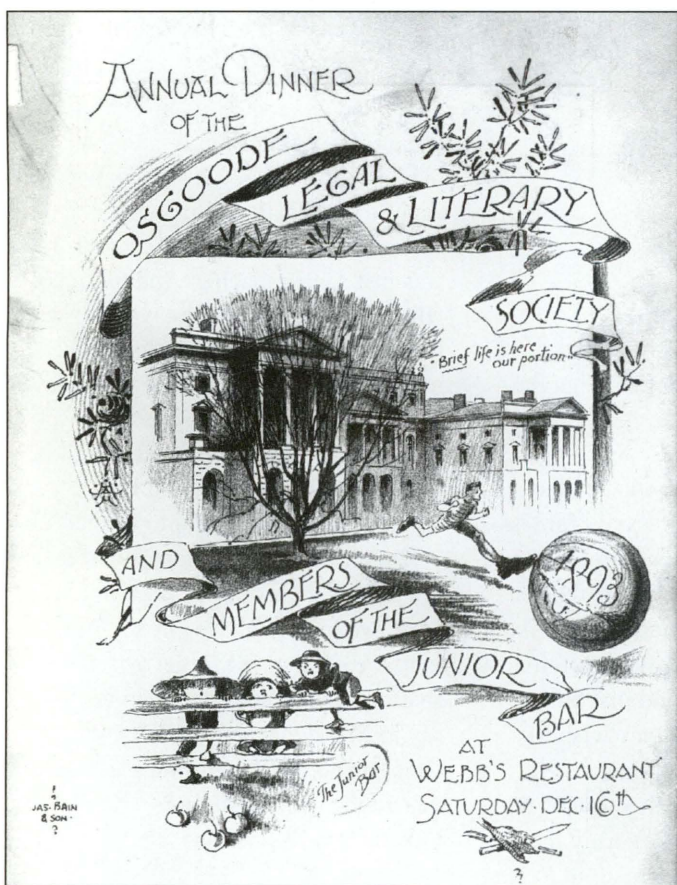 ANNUAL DINNER
OF THE
OSGOODE LEGAL & LITERARY
SOCIETY
"Brief life is here
our portion"
1893
AND MEMBERS OF THE JUNIOR
BAR
The Junior
Bar
AT
WEBB'S RESTAURANT
SATURDAY·DEC·16th
JAS·BAIN
& SON·
?
?